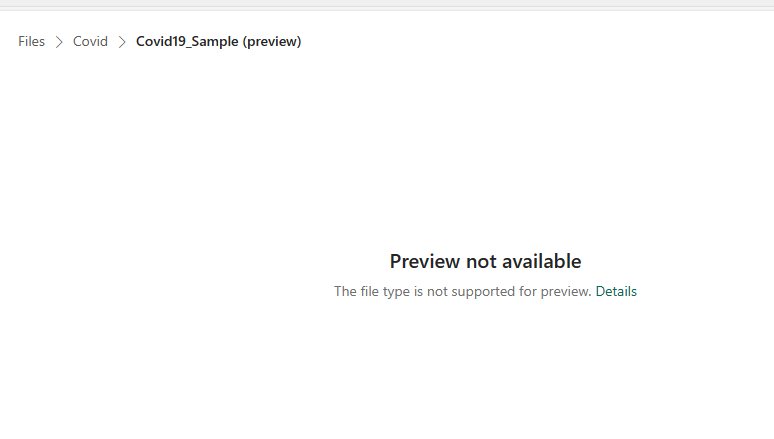 Files > Covid > Covid19_Sample (preview)
Preview not available
The file type is not supported for preview. Details